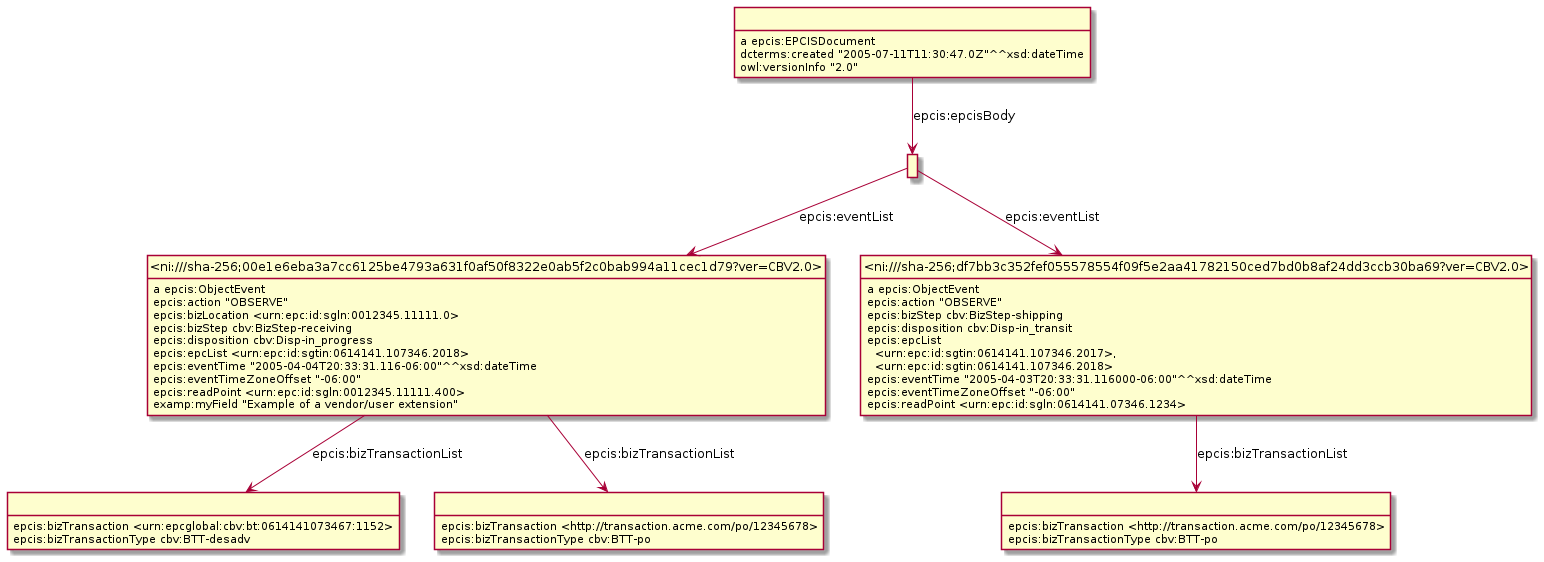 a epcis:EPCISDocument
dcterms:created "2005-07-11T11:30:47.0Z"^^xsd:dateTime
owl:versionInfo "2.0"
epcis:epcisBody
epcis:eventList
epcis:eventList
<ni:///sha-256;00e1e6eba3a7cc6125be4793a631f0af50f8322e0ab5f2c0bab994a11cec1d79?ver=CBV2.0>
a epcis:ObjectEvent
epcis:action "OBSERVE"
epcis:bizLocation <urn:epc:id:sgln:0012345.11111.0>
epcis:bizStep cbv:BizStep-receiving
epcis:disposition cbv:Disp-in_progress
epcis:epcList <urn:epc:id:sgtin:0614141.107346.2018>
epcis:eventTime "2005-04-04T20:33:31.116-06:00"^^xsd:dateTime
epcis:eventTimeZoneOffset "-06:00"
epcis:readPoint <urn:epc:id:sgln:0012345.11111.400>
examp:myField "Example of a vendor/user extension"
<ni:///sha-256;df7bb3c352fef055578554f09f5e2aa41782150ced7bd0b8af24dd3ccb30ba69?ver=CBV2.0>
a epcis:ObjectEvent
epcis:action "OBSERVE"
epcis:bizStep cbv:BizStep-shipping
epcis:disposition cbv:Disp-in_transit
epcis:epcList
<urn:epc:id:sgtin:0614141.107346.2017>,
<urn:epc:id:sgtin:0614141.107346.2018>
epcis:eventTime "2005-04-03T20:33:31.116000-06:00"^^xsd:dateTime
epcis:eventTimeZoneOffset "-06:00"
epcis:readPoint <urn:epc:id:sgln:0614141.07346.1234>
epcis:bizTransactionList
epcis:bizTransactionList
epcis:bizTransactionList
epcis:bizTransaction <urn:epcglobal:cbv:bt:0614141073467:1152>
epcis:bizTransactionType cbv:BTT-desadv
epcis:bizTransaction <http://transaction.acme.com/po/12345678>
epcis:bizTransactionType cbv:BTT-po
epcis:bizTransaction <http://transaction.acme.com/po/12345678>
epcis:bizTransactionType cbv:BTT-po